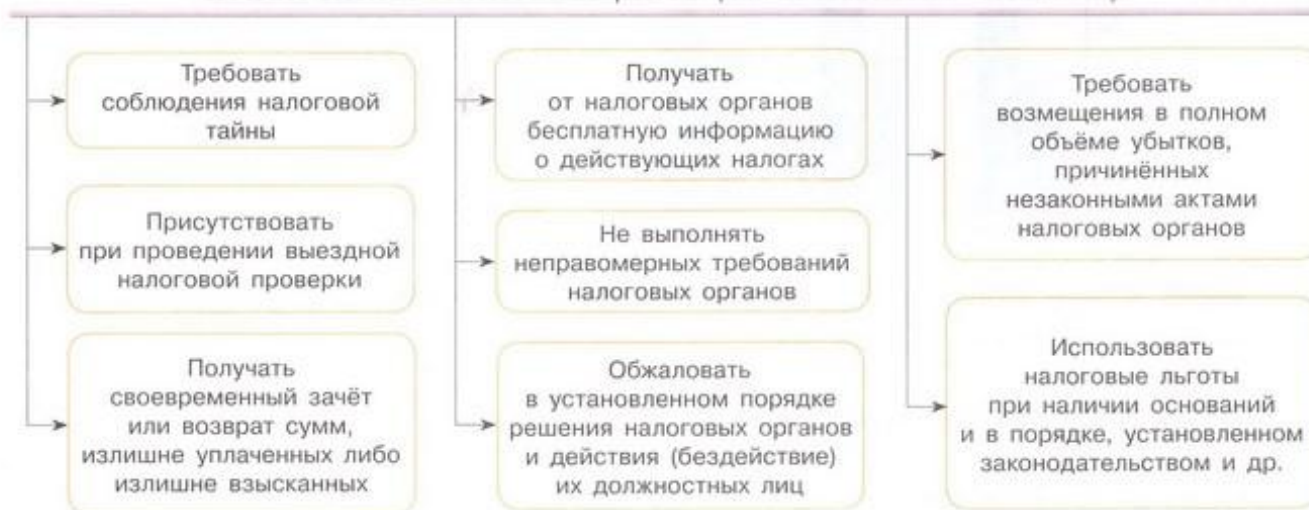 Требовать
соблюдения налоговой
тайны
Присутствовать
при проведении выездной
налоговой проверки
Получать
своевременный зачёт
или возврат сумм,
излишне уплаченных либо
излишне взысканных
Получать
от налоговых органов
бесплатную информацию
о действующих налогах
Не выполнять
неправомерных требований
налоговых органов
Обжаловать
в установленном порядке
решения налоговых органов
и действия (бездействие)
их должностных лиц
Требовать
возмещения в полном
объёме убытков,
причинённых
незаконными актами
налоговых органов
Использовать
налоговые льготы
при наличии оснований
и в порядке, установленном
законодательством и др.